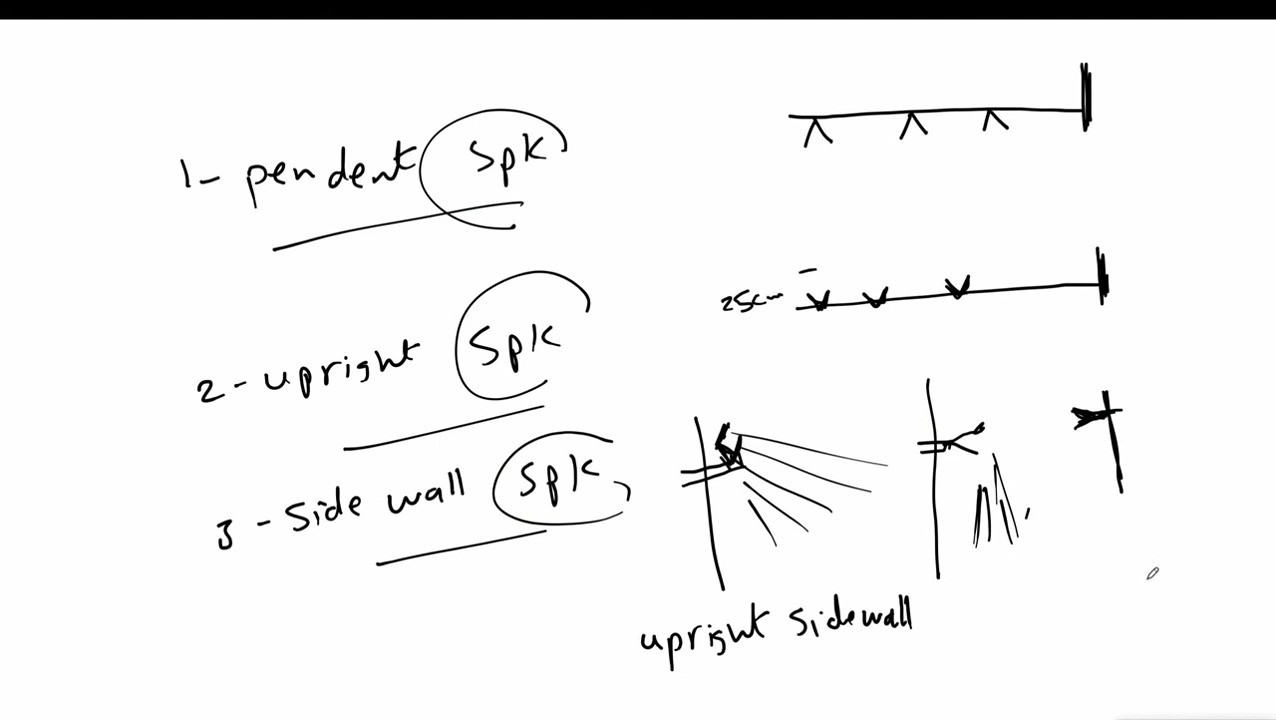 1- pendent Spk
25cm
2- upright Spk
3 - side wall Spk
upright sidewall